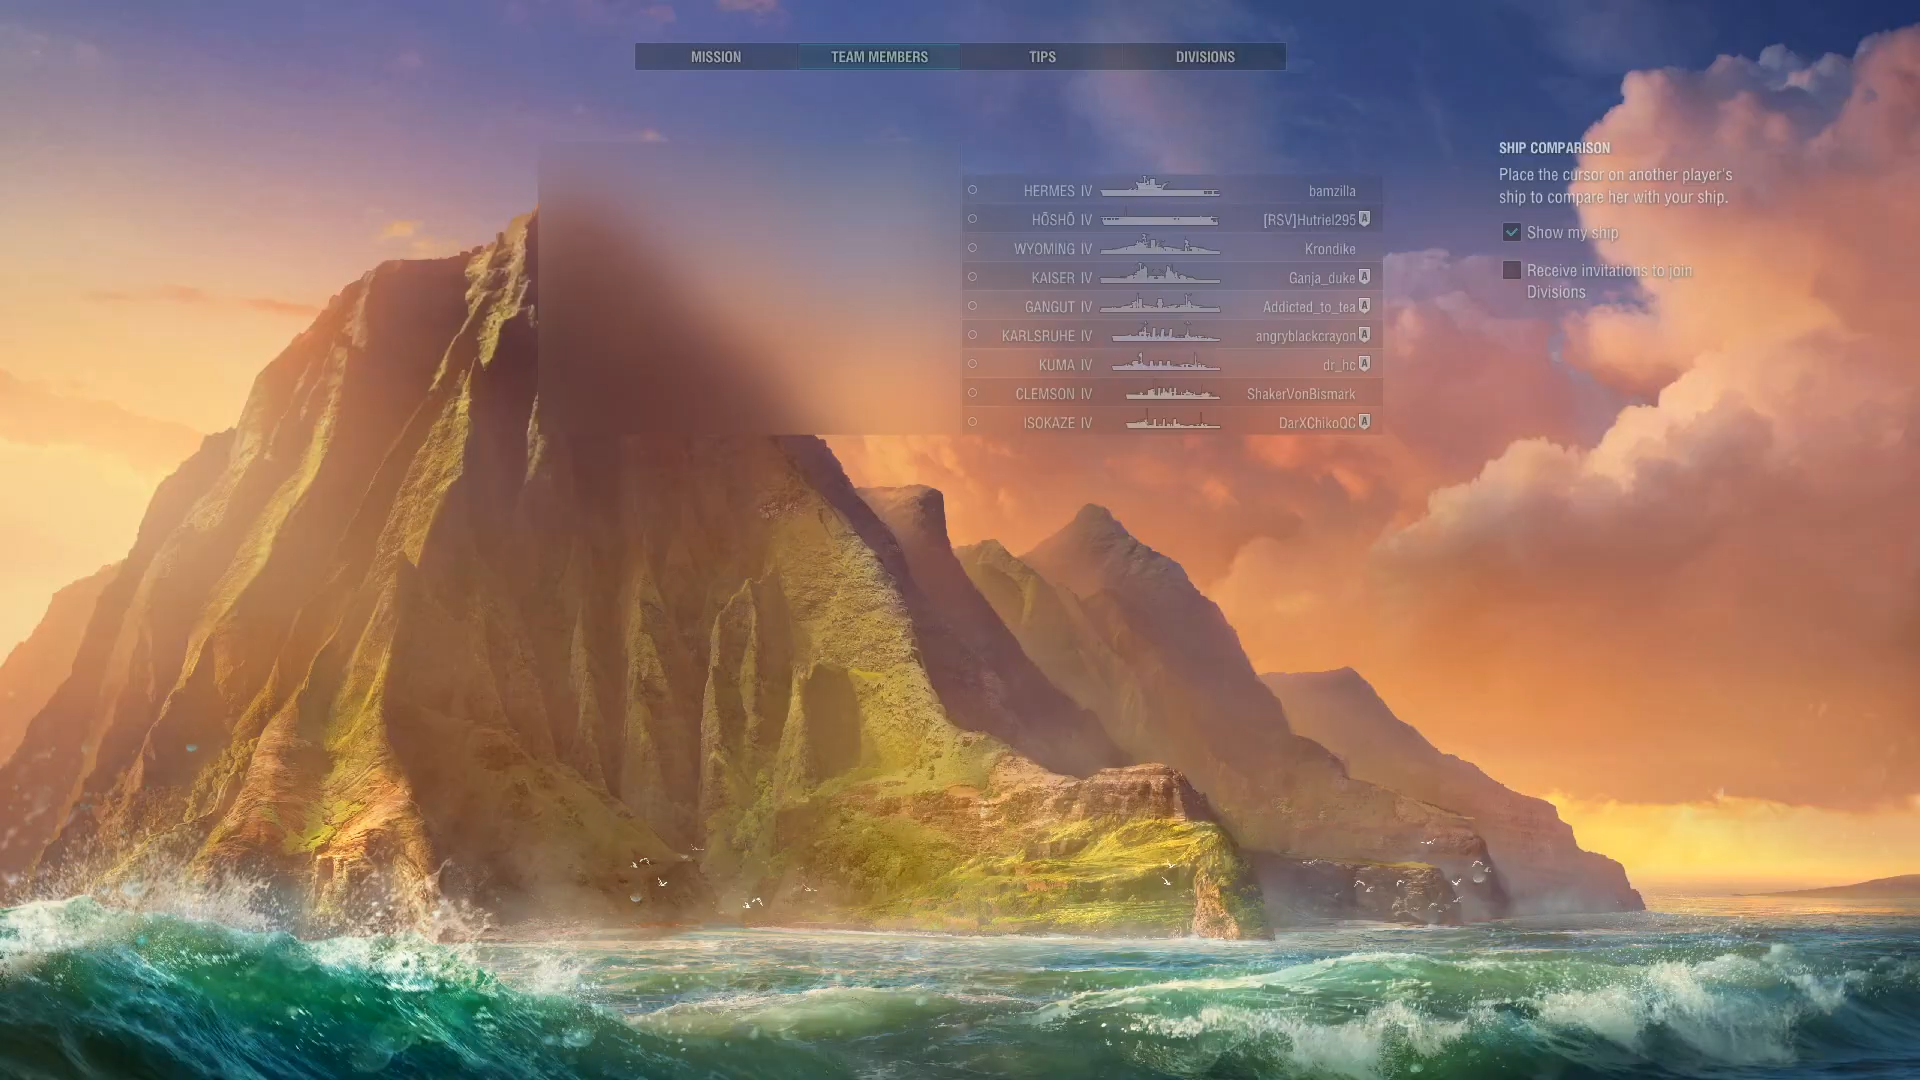 MISSION TEAM MEMBERS TIPS DIVISIONS
HERMES IV bamzilla
HŌSHŌ IV [RSV]Hutriel295 A
WYOMING IV Krondike
KAISER IV Ganja_duke A
GANGUT IV Addicted_to_tea A
KARLSRUHE IV angryblackcrayon A
KUMA IV dr_hc A
CLEMSON IV ShakerVonBismark
ISOKAZE IV DarXChikoQC A
SHIP COMPARISON
Place the cursor on another player's
ship to compare her with your ship.
Show my ship
Receive invitations to join
Divisions